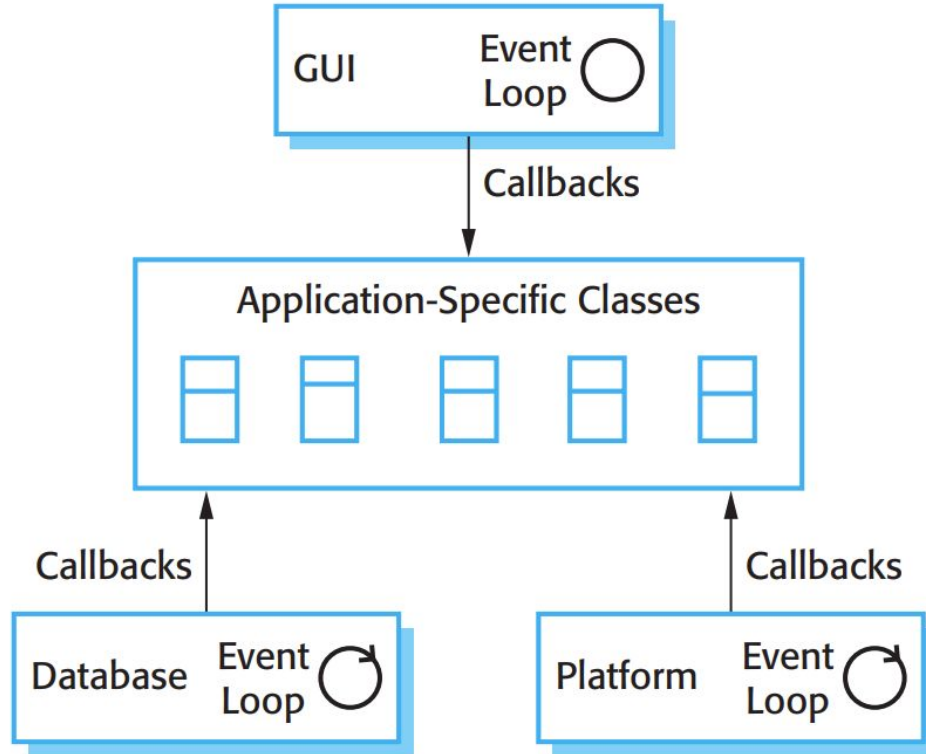 GUI
Event
Loop
Callbacks
Application-Specific Classes
Callbacks
Callbacks
Database
Event
Loop
Platform
Event
Loop